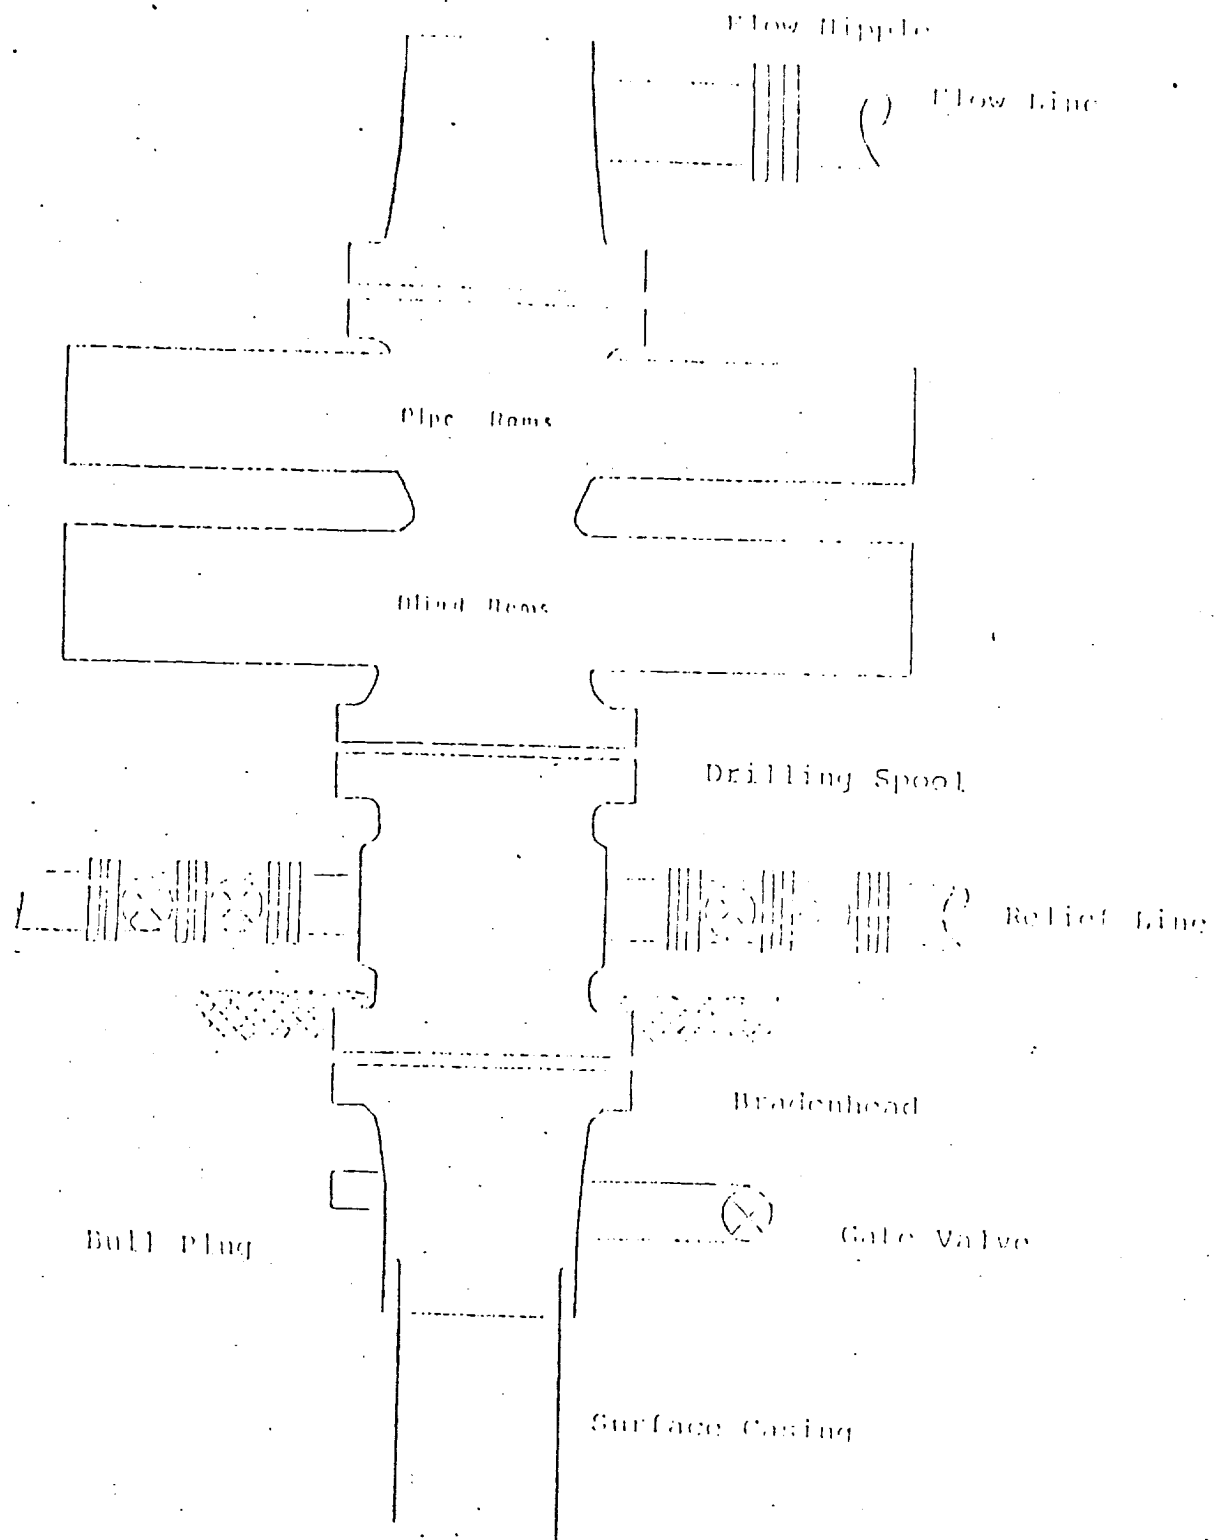 Flow Nipple
Flow Line
Pipe Rams
Blind Rams
Drilling Spool
Relief Line
Bradenhead
Bull Plug
Gate Valve
Surface Casing